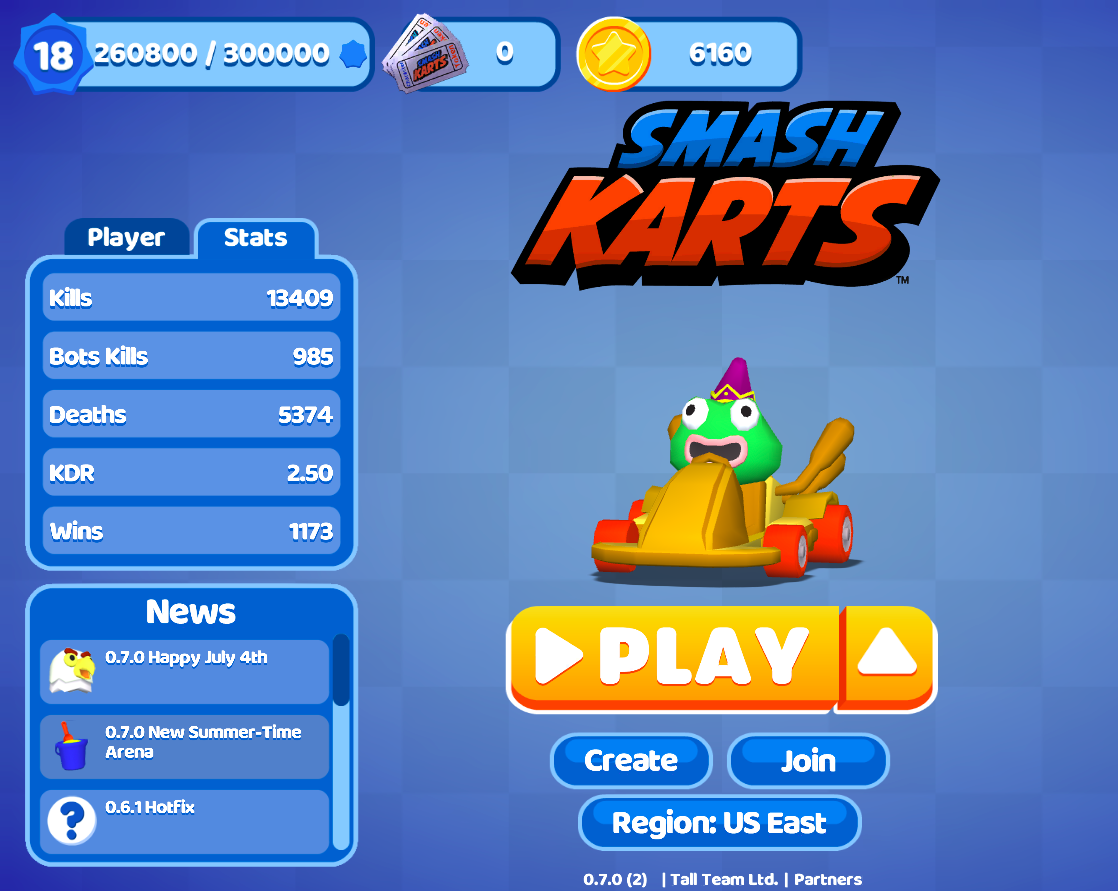 18 260800 / 300000
0
6160
SMASH
KARTS
SMASH
KARTS™
Player Stats
Kills 13409
Bots Kills 985
Deaths 5374
KDR 2.50
Wins 1173
News
0.7.0 Happy July 4th
0.7.0 New Summer-Time
Arena
?
0.6.1 Hotfix
PLAY
Create Join
Region: US East
0.7.0 (2) | Tall Team Ltd. | Partners